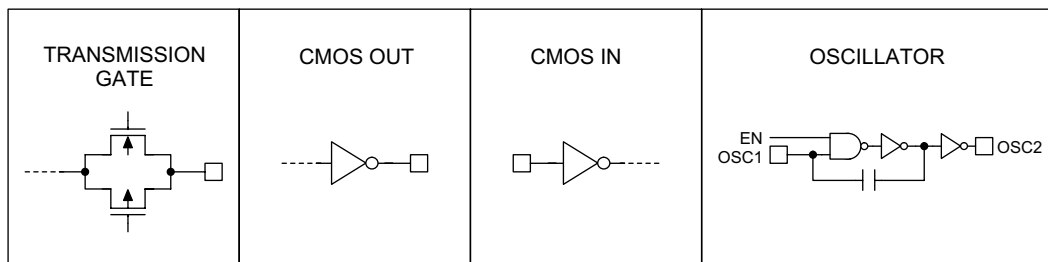 TRANSMISSION
GATE
CMOS OUT
CMOS IN
OSCILLATOR
EN
OSC1
OSC2